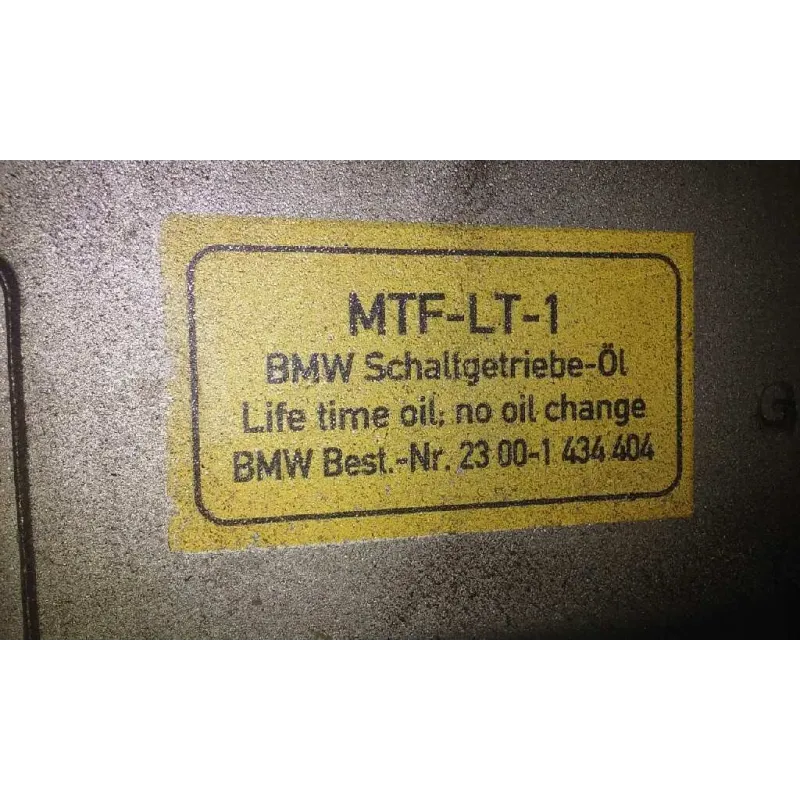 MTF-LT-1
BMW Schaltgetriebe-Öl
Life time oil; no oil change
BMW Best.-Nr. 23 00-1 434 404
G